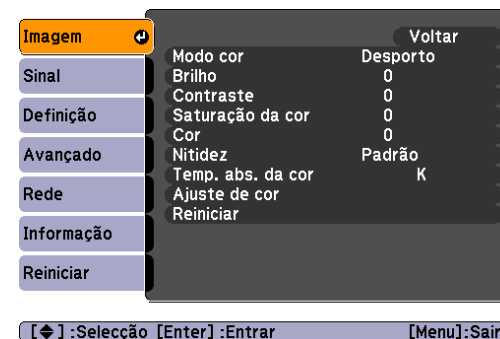 Imagem
Sinal
Definição
Avançado
Rede
Informação
Reiniciar
Voltar
Modo cor Desporto
Brilho 0
Contraste 0
Saturação da cor 0
Cor 0
Nitidez Padrão
Temp. abs. da cor K
Ajuste de cor
Reiniciar
[◆] :Selecção [Enter] :Entrar [Menu]:Sair